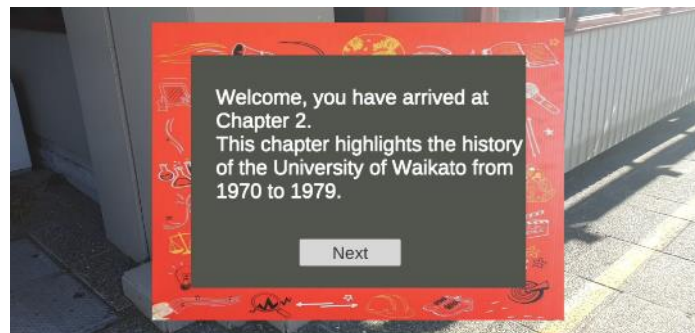 Welcome, you have arrived at
Chapter 2.
This chapter highlights the history
of the University of Waikato from
1970 to 1979.
Next